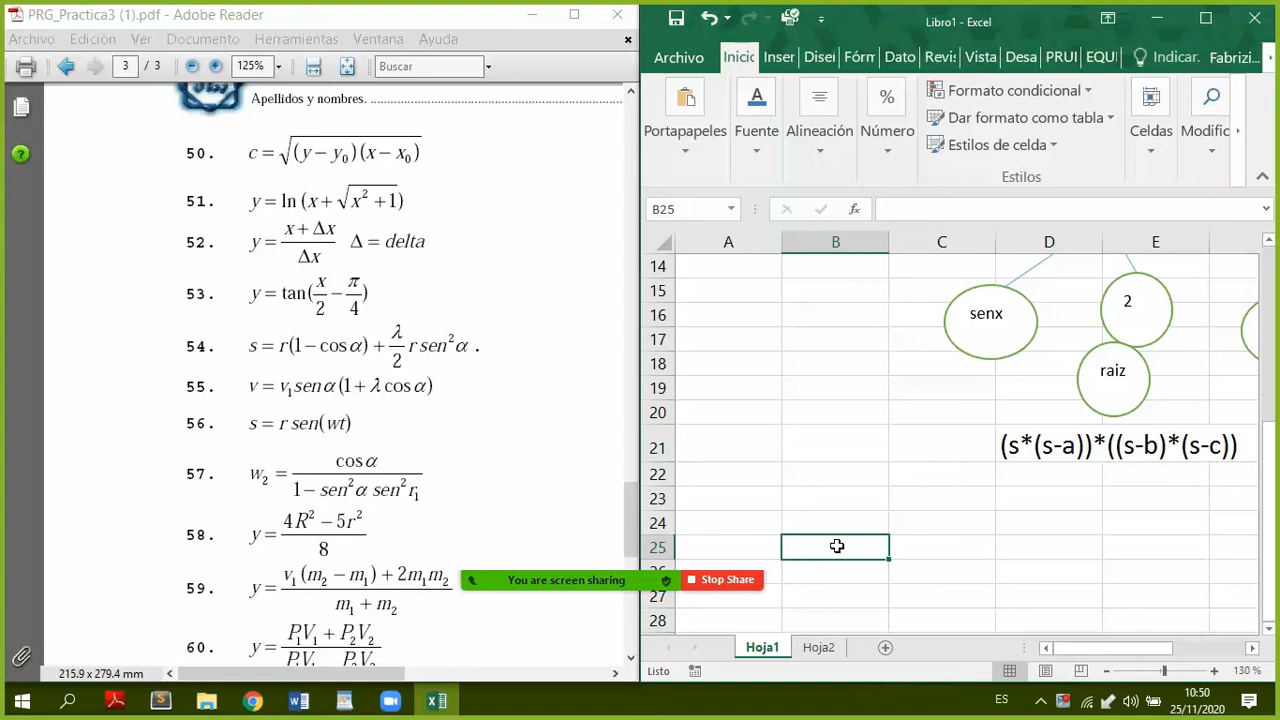 PRG_Practica3 (1).pdf - Adobe Reader
Archivo Edición Ver Documento Herramientas Ventana Ayuda
3 / 3 125% Buscar
Apellidos y nombres. ........................................................................
50. c = √(y − y₀)(x − x₀)
51. y = ln (x + √x² + 1)
52. y = x + Δx / Δx Δ = delta
53. y = tan(x/2 − π/4)
54. s = r(1 − cos α) + λ/2 r sen² α .
55. v = v₁ sen α (1 + λ cos α)
56. s = r sen(wt)
57. w₂ = cos α / 1 − sen² α sen² r₁
58. y = 4R² − 5r² / 8
59. y = v₁ (m₂ − m₁) + 2m₁m₂ / m₁ + m₂
60. y = P₁V₁ + P₂V₂
215.9 x 279.4 mm
Libro1 - Excel
Archivo Inicio Inser Disei Fórm Dato Revis Vista Desa PRUI EQU Indicar. Fabrizi...
Portapapeles
Fuente
Alineación
%
Número
Formato condicional
Dar formato como tabla
Estilos de celda
Estilos
Celdas
Modific
B25 fx
A B C D E
14
15
16
17
18
19
20
21
22
23
24
25
27
28
senx
2
raiz
(s*(s-a))*((s-b)*(s-c))
You are screen sharing Stop Share
Hoja1 Hoja2
Listo 130 %
ES
10:50
25/11/2020